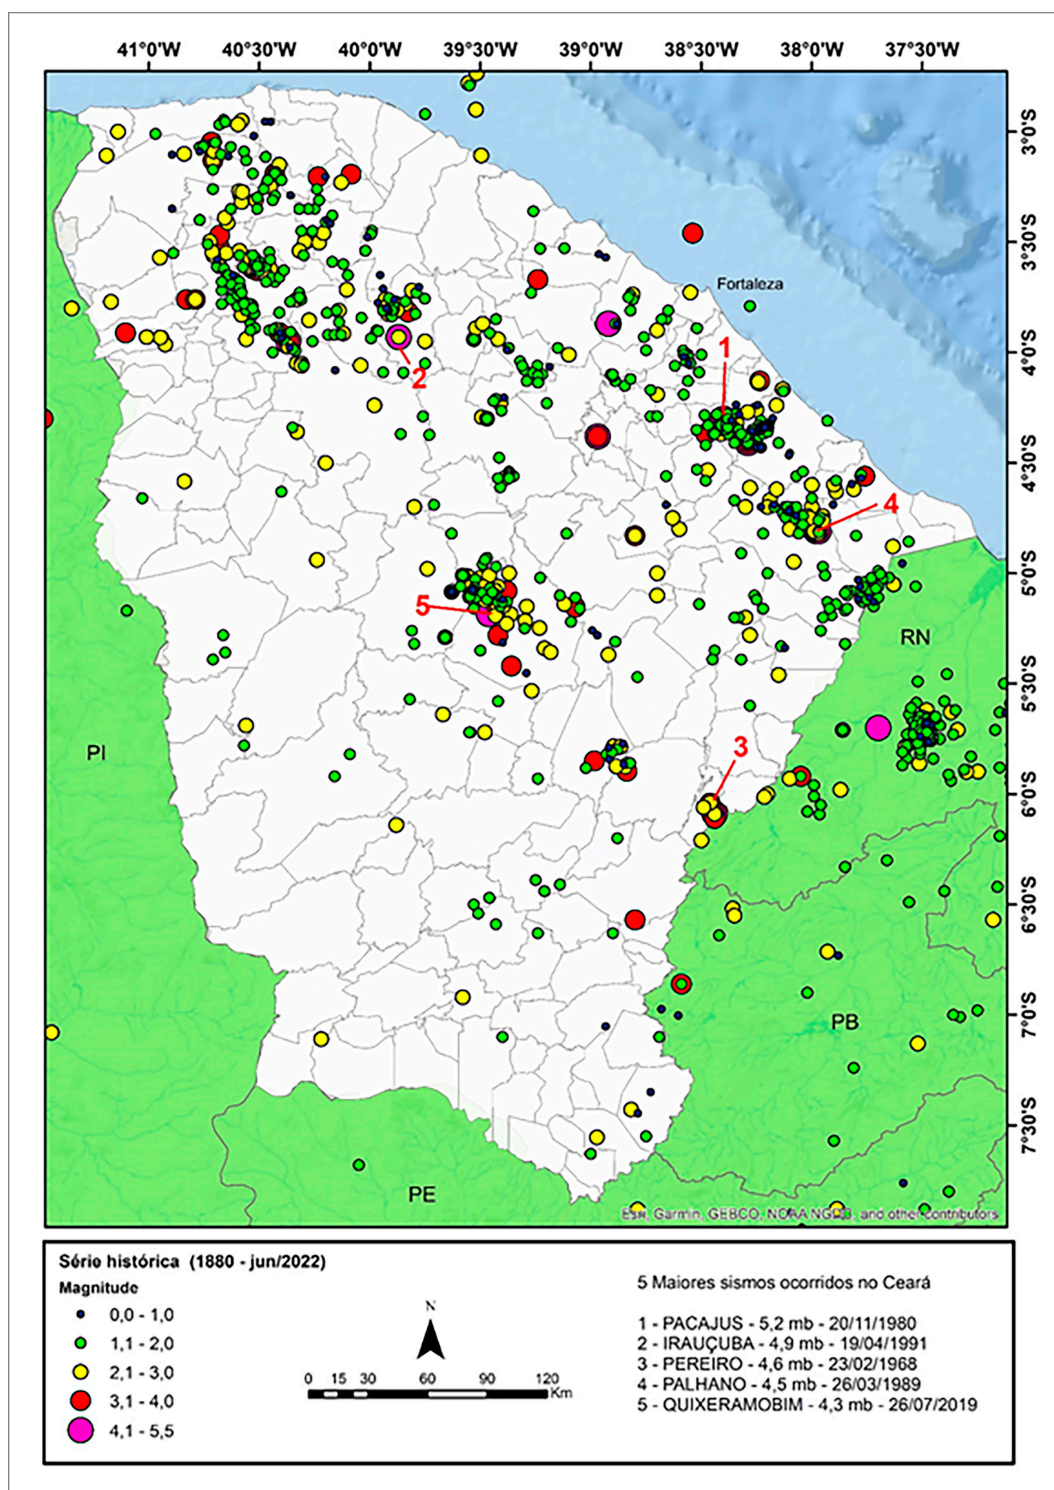 41°0'W 40°30'W 40°0'W 39°30'W 39°0'W 38°30'W 38°0'W 37°30'W
3°0'S
3°30'S
Fortaleza
1
4°0'S
2
4°30'S
4
5°0'S
5
RN
5°30'S
PI
3
6°0'S
6°30'S
7°0'S
PB
7°30'S
PE
Esri, Garmin, GEBCO, NOAA NGDC, and other contributors
Série histórica (1880 - jun/2022)
Magnitude
0,0 - 1,0
1,1 - 2,0
2,1 - 3,0
3,1 - 4,0
4,1 - 5,5
N
0 15 30 60 90 120
Km
5 Maiores sismos ocorridos no Ceará
1 - PACAJUS - 5,2 mb - 20/11/1980
2 - IRAUÇUBA - 4,9 mb - 19/04/1991
3 - PEREIRO - 4,6 mb - 23/02/1968
4 - PALHANO - 4,5 mb - 26/03/1989
5 - QUIXERAMOBIM - 4,3 mb - 26/07/2019